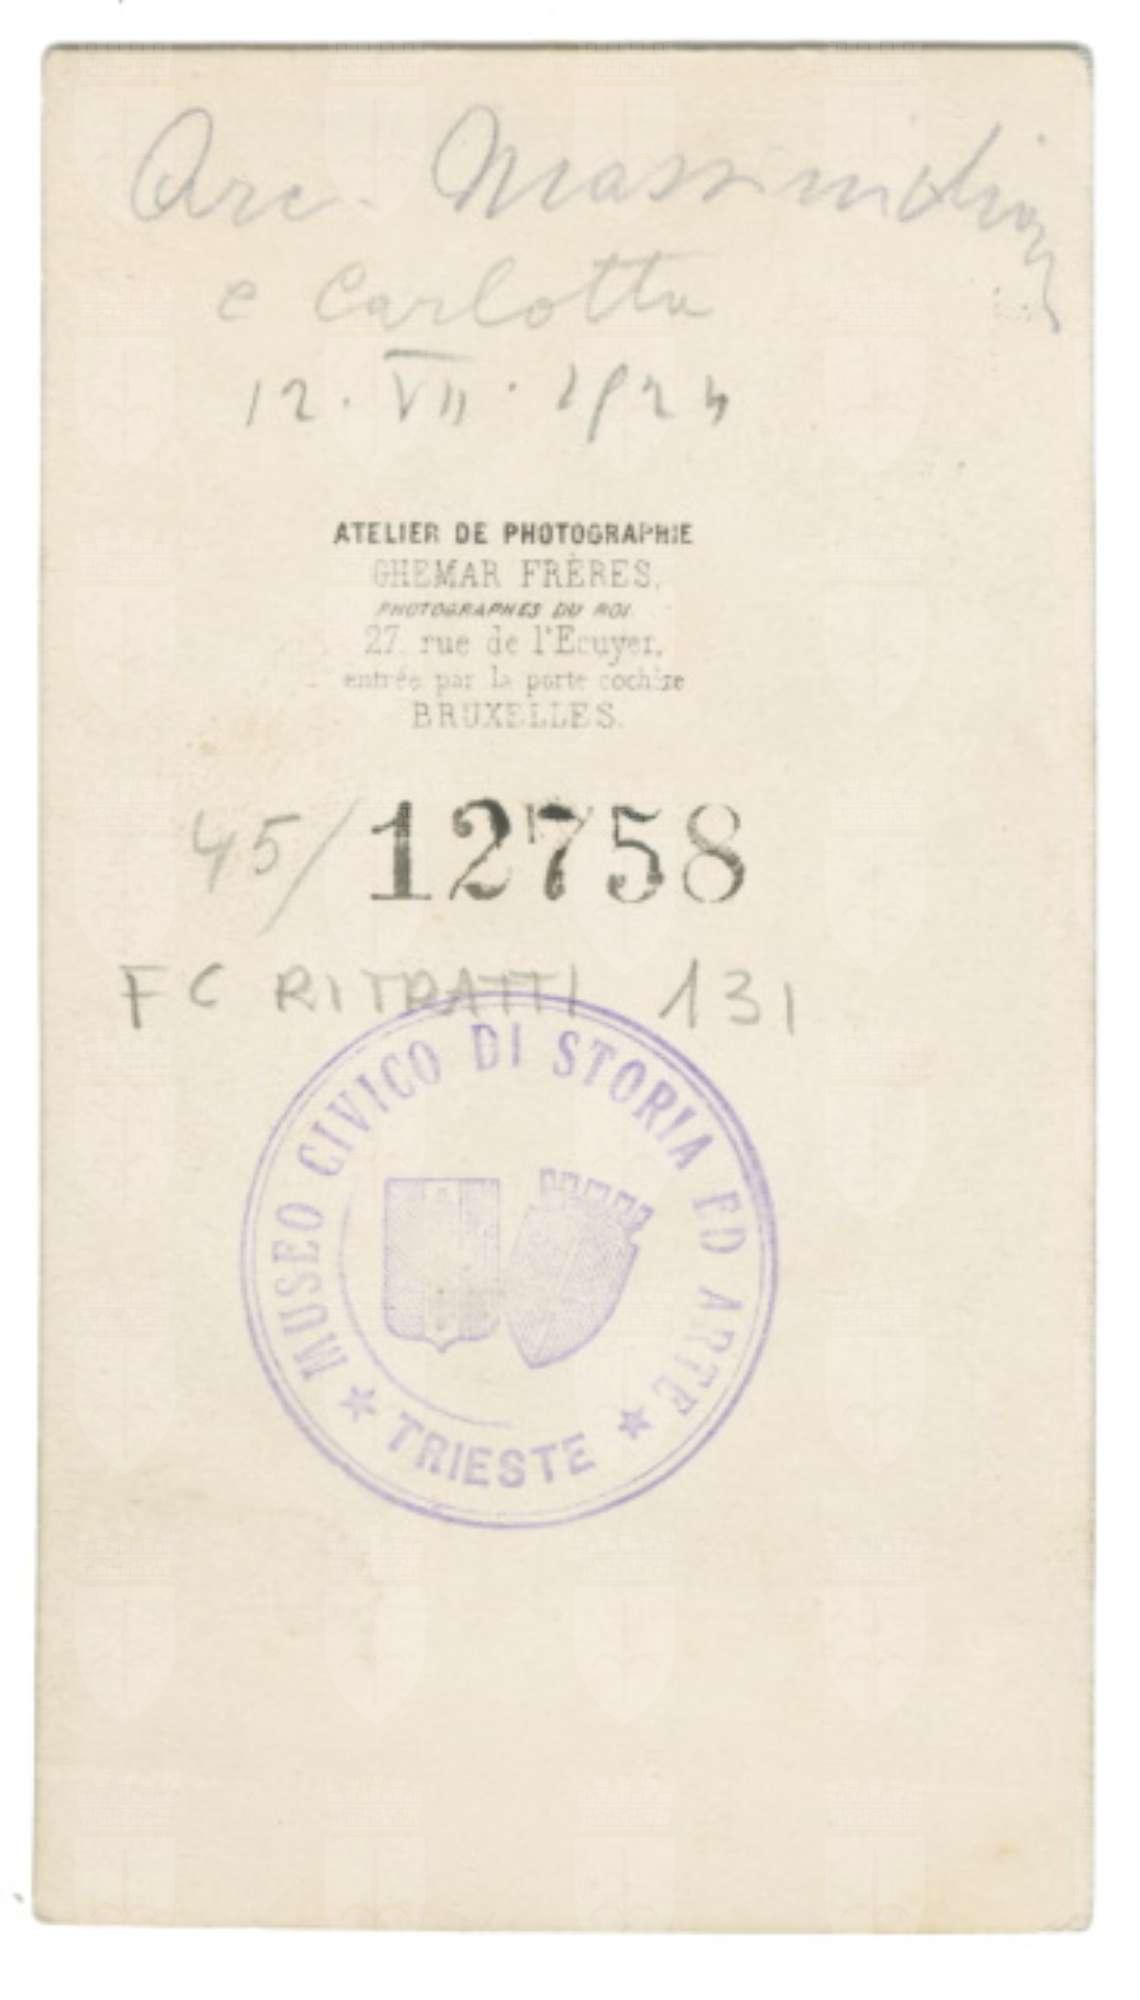 Arc. Massimilian
e Carlotta
12. VII. 1924
ATELIER DE PHOTOGRAPHIE
GHEMAR FRÈRES,
PHOTOGRAPHES DU ROI
27. rue de l'Ecuyer,
entrée par la porte cochère
BRUXELLES.
45/12758
FC RITRATTI 131
MUSEO CIVICO DI STORIA ED ARTE
★ TRIESTE ★